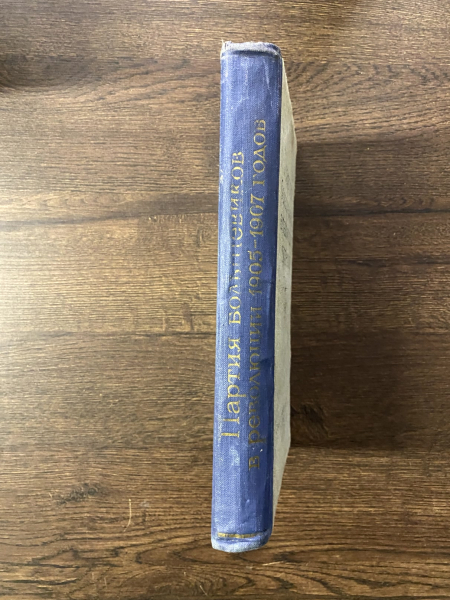 Партия большевиков
в революции 1905-1907 годов